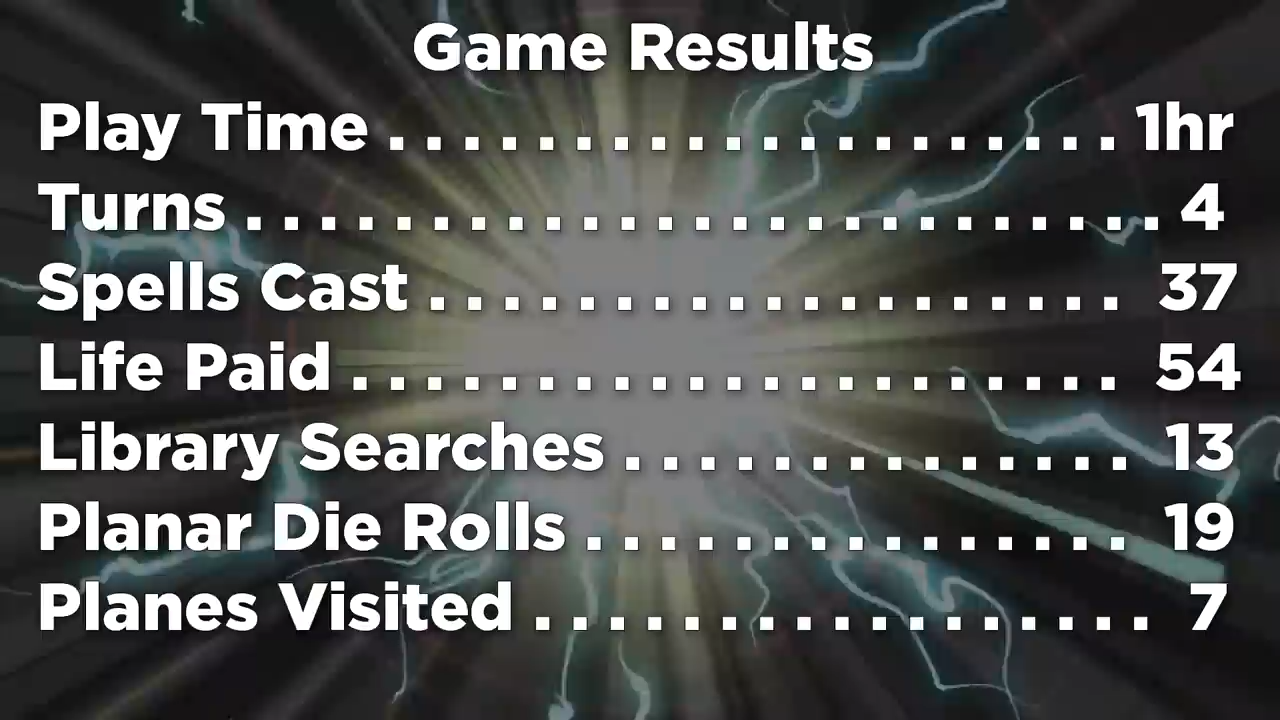 Game Results
Play Time . . . . . . . . . . . . . . . . . . . . 1hr
Turns . . . . . . . . . . . . . . . . . . . . . . . . . 4
Spells Cast . . . . . . . . . . . . . . . . . . . 37
Life Paid . . . . . . . . . . . . . . . . . . . . . 54
Library Searches . . . . . . . . . . . . . . 13
Planar Die Rolls . . . . . . . . . . . . . . . 19
Planes Visited . . . . . . . . . . . . . . . . . 7